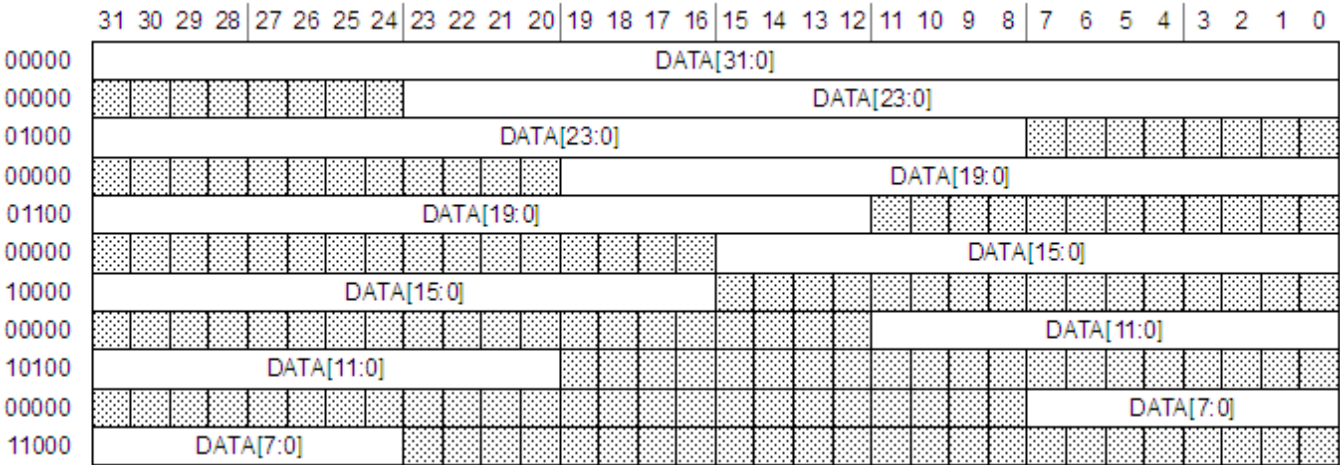 31 30 29 28 27 26 25 24 23 22 21 20 19 18 17 16 15 14 13 12 11 10 9 8 7 6 5 4 3 2 1 0
00000 DATA[31:0]
00000 DATA[23:0]
01000 DATA[23:0]
00000 DATA[19:0]
01100 DATA[19:0]
00000 DATA[15:0]
10000 DATA[15:0]
00000 DATA[11:0]
10100 DATA[11:0]
00000 DATA[7:0]
11000 DATA[7:0]